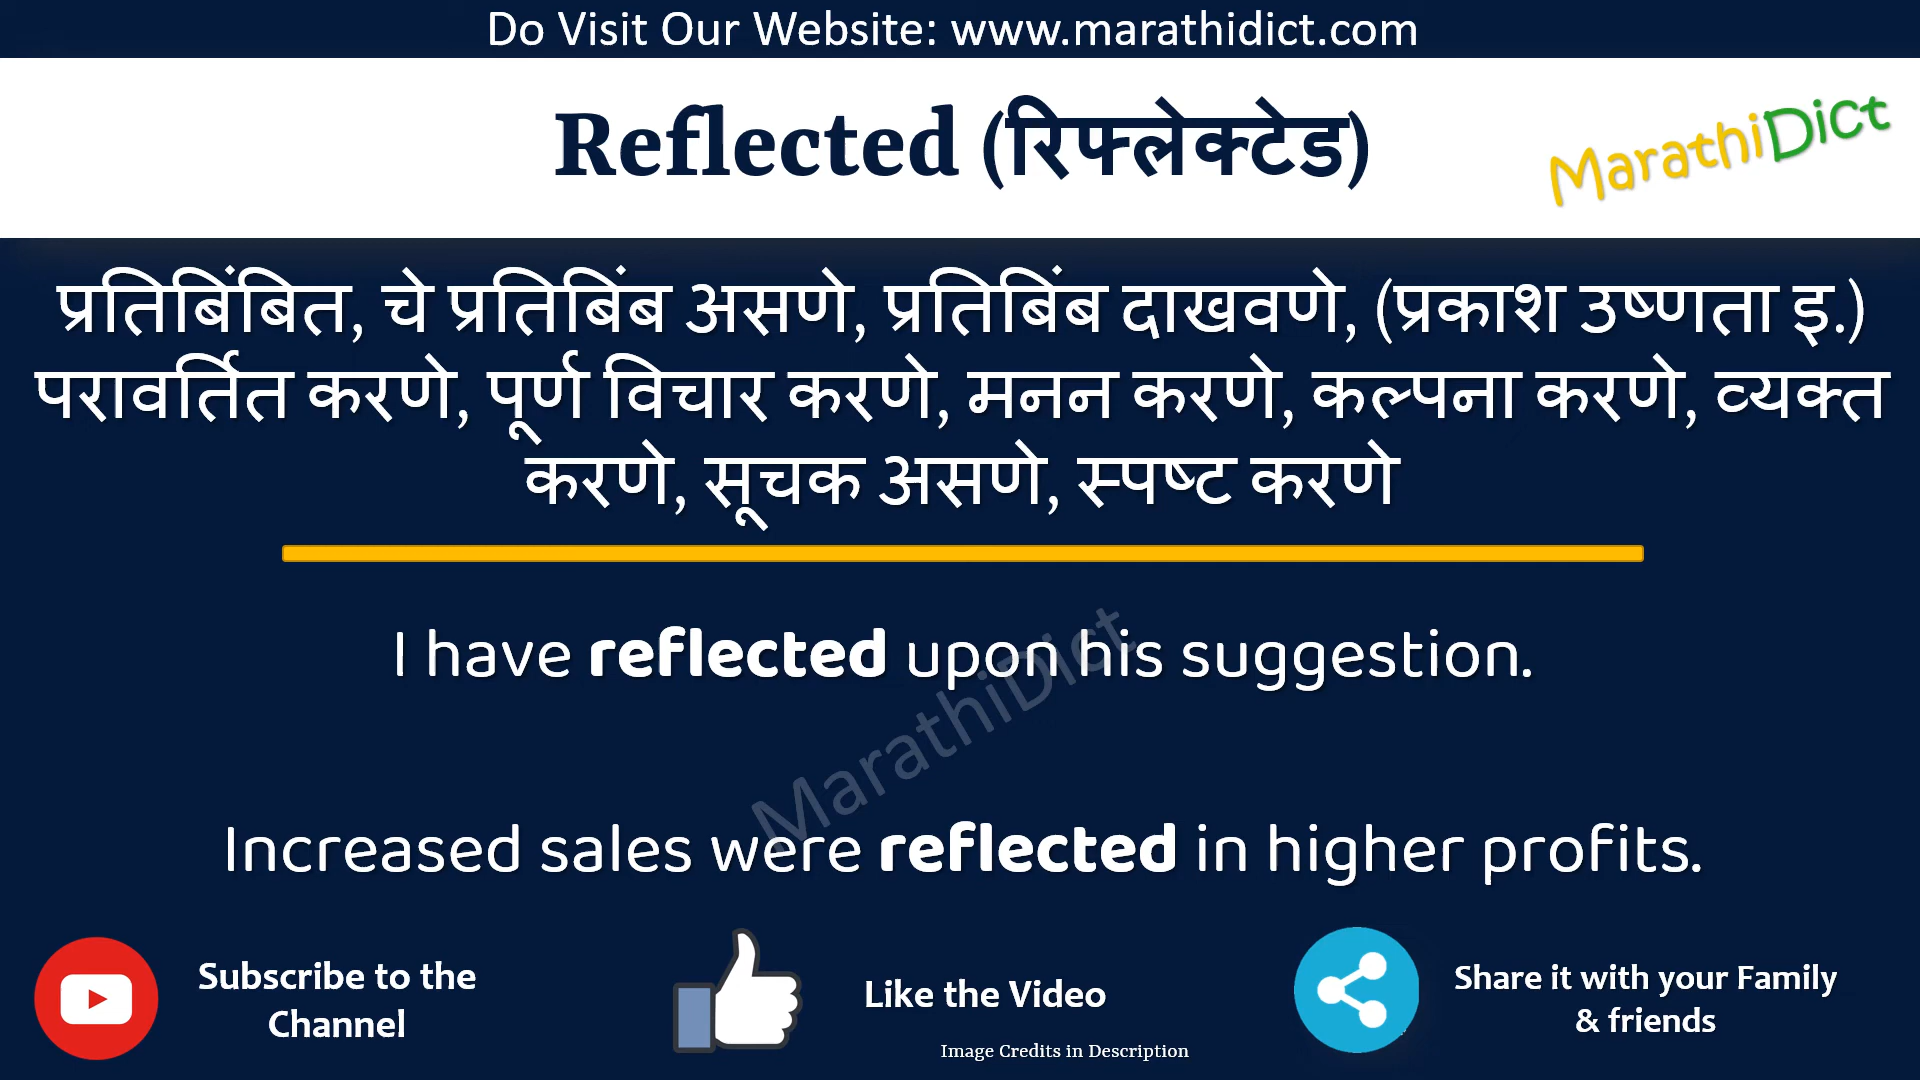 Do Visit Our Website: www.marathidict.com
Reflected (रिफ्लेक्टेड)
MarathiDict
प्रतिबिंबित, चे प्रतिबिंब असणे, प्रतिबिंब दाखवणे, (प्रकाश उष्णता इ.)
परावर्तित करणे, पूर्ण विचार करणे, मनन करणे, कल्पना करणे, व्यक्त
करणे, सूचक असणे, स्पष्ट करणे
I have reflected upon his suggestion.
MarathiDict
Increased sales were reflected in higher profits.
Subscribe to the
Channel
Like the Video
Share it with your Family
& friends
Image Credits in Description